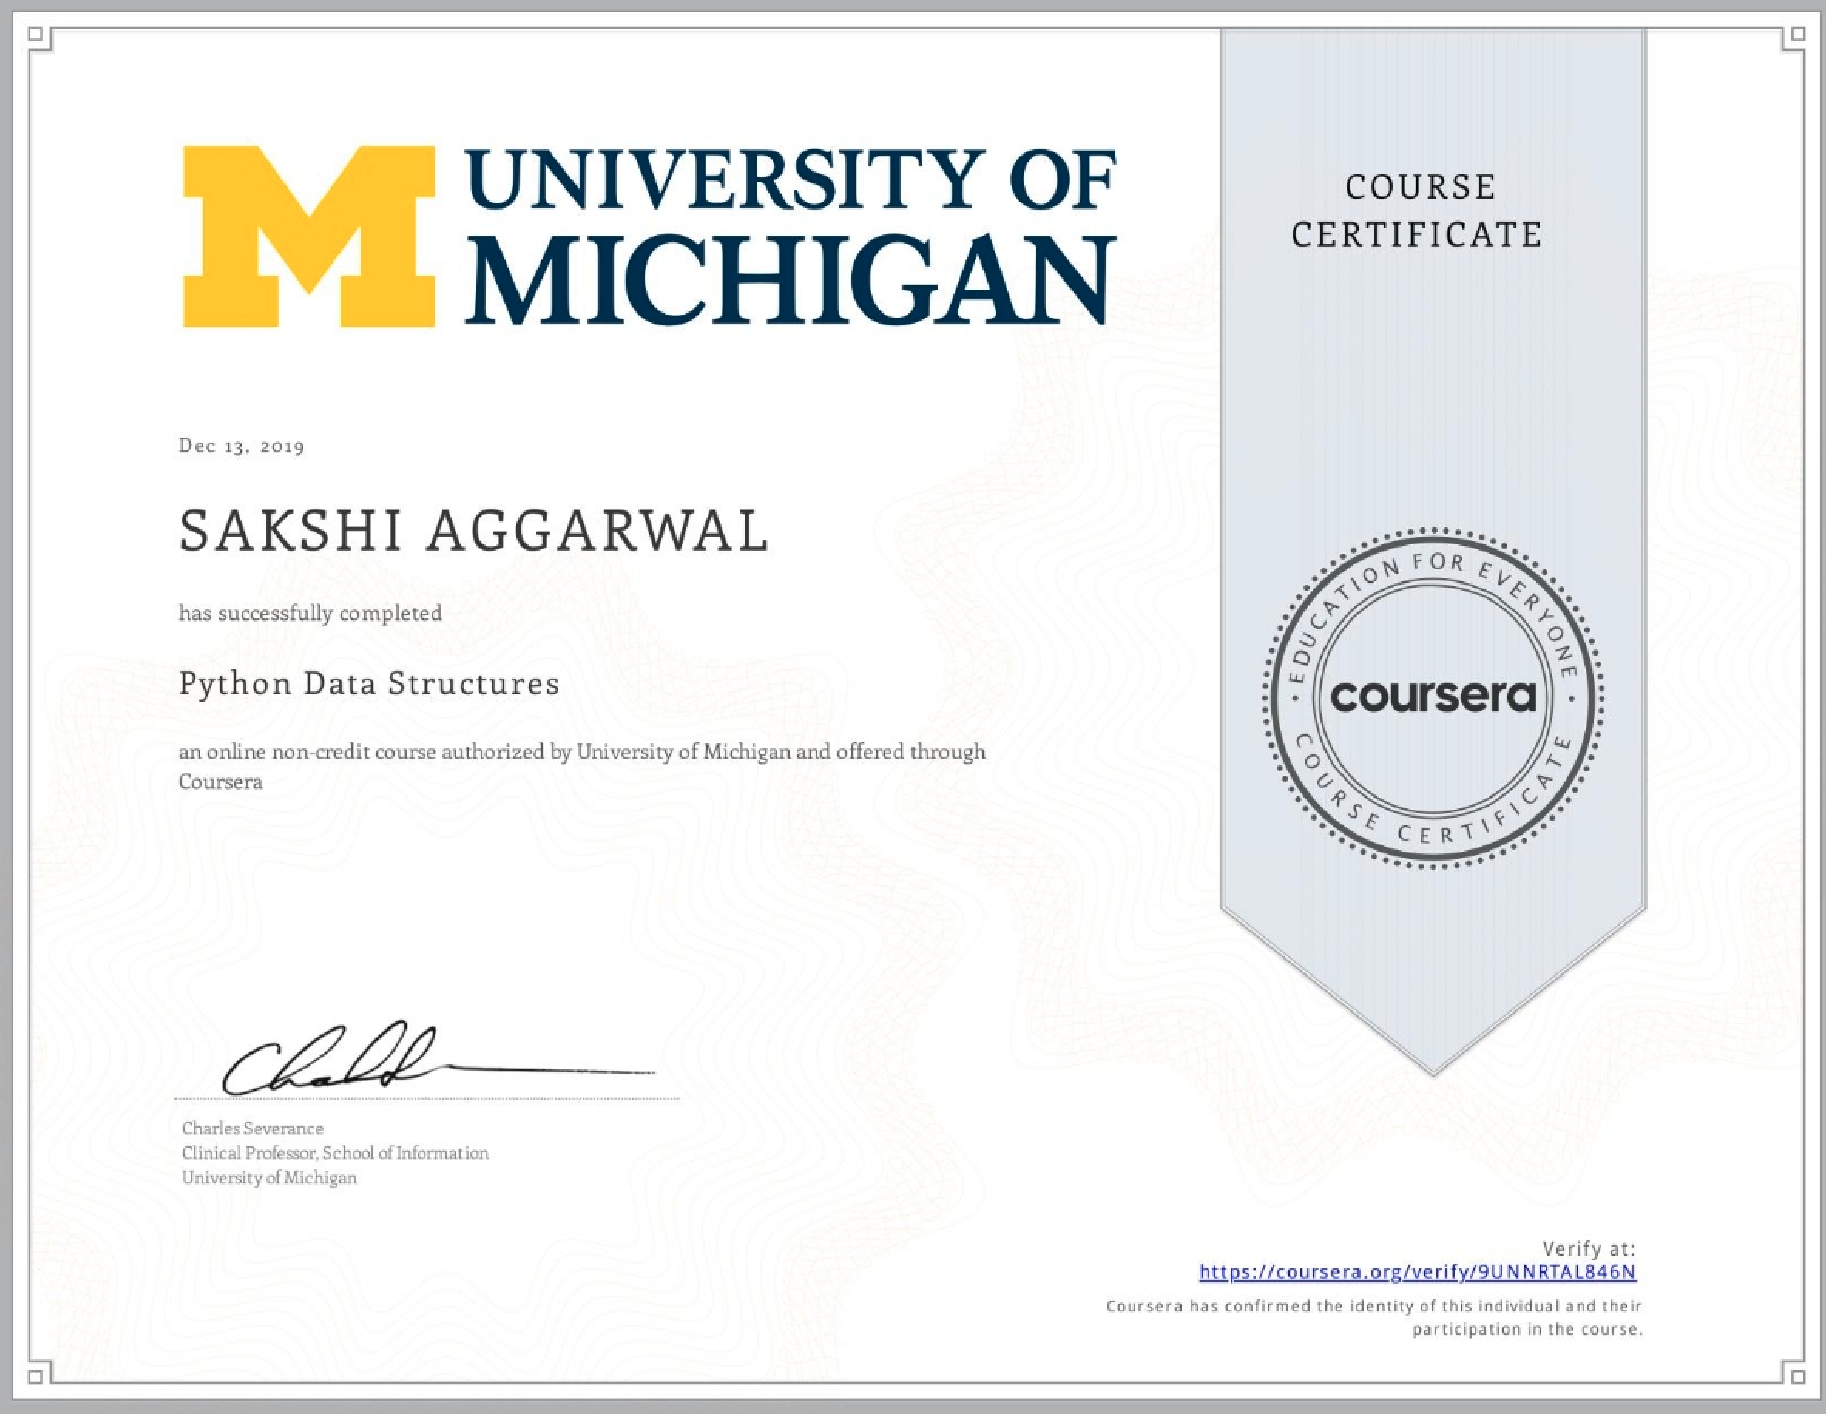 M UNIVERSITY OF
MICHIGAN
COURSE
CERTIFICATE
Dec 13, 2019
SAKSHI AGGARWAL
has successfully completed
Python Data Structures
an online non-credit course authorized by University of Michigan and offered through
Coursera
EDUCATION FOR EVERYONE
coursera
COURSE CERTIFICATE
Charles Severance
Clinical Professor, School of Information
University of Michigan
Verify at:
https://coursera.org/verify/9UNNRTAL846N
Coursera has confirmed the identity of this individual and their
participation in the course.